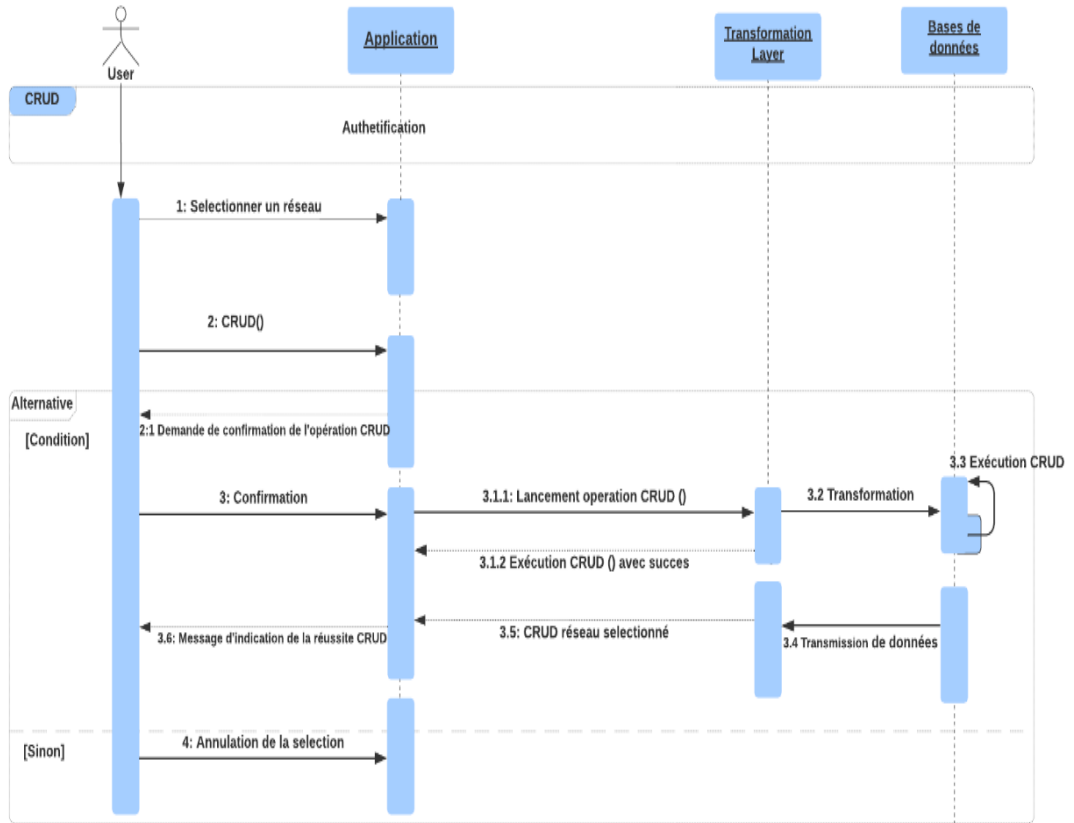 User
Application
Transformation
Layer
Bases de
données
CRUD
Authetification
1: Selectionner un réseau
2: CRUD()
Alternative
[Condition]
2:1 Demande de confirmation de l'opération CRUD
3.3 Exécution CRUD
3: Confirmation
3.1.1: Lancement operation CRUD ()
3.2 Transformation
3.1.2 Exécution CRUD () avec succes
3.6: Message d'indication de la réussite CRUD
3.5: CRUD réseau selectionné
3.4 Transmission de données
[Sinon]
4: Annulation de la selection